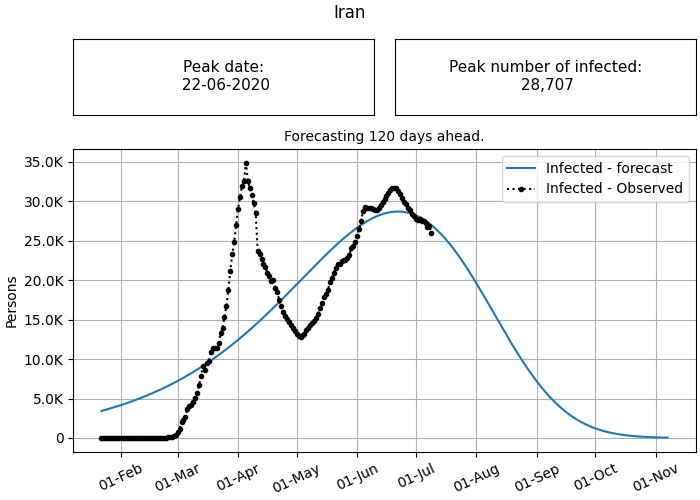 Iran
Peak date:
22-06-2020
Peak number of infected:
28,707
Forecasting 120 days ahead.
Infected - forecast
Infected - Observed
Persons
35.0K
30.0K
25.0K
20.0K
15.0K
10.0K
5.0K
0
01-Feb
01-Mar
01-Apr
01-May
01-Jun
01-Jul
01-Aug
01-Sep
01-Oct
01-Nov